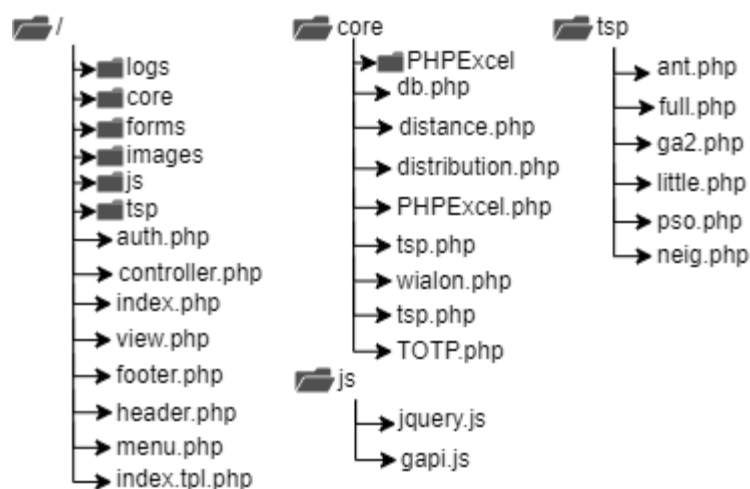 /
logs
core
forms
images
js
tsp
auth.php
controller.php
index.php
view.php
footer.php
header.php
menu.php
index.tpl.php
core
PHPExcel
db.php
distance.php
distribution.php
PHPExcel.php
tsp.php
wialon.php
tsp.php
TOTP.php
js
jquery.js
gapi.js
tsp
ant.php
full.php
ga2.php
little.php
pso.php
neig.php